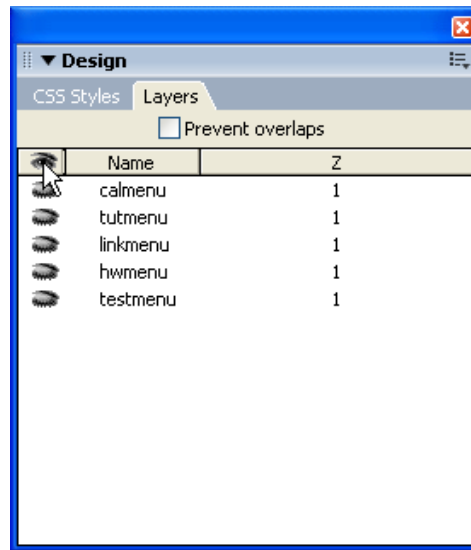 Design
CSS Styles Layers
Prevent overlaps
Name Z
calmenu 1
tutmenu 1
linkmenu 1
hwmenu 1
testmenu 1